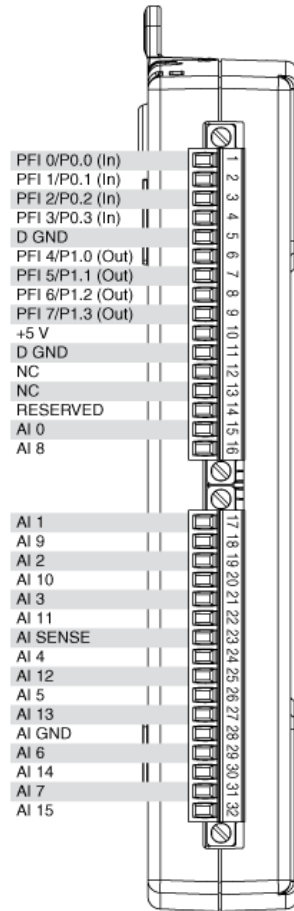 PFI 0/P0.0 (In) 1
PFI 1/P0.1 (In) 2
PFI 2/P0.2 (In) 3
PFI 3/P0.3 (In) 4
D GND 5
PFI 4/P1.0 (Out) 6
PFI 5/P1.1 (Out) 7
PFI 6/P1.2 (Out) 8
PFI 7/P1.3 (Out) 9
+5 V 10
D GND 11
NC 12
NC 13
RESERVED 14
AI 0 15
AI 8 16
AI 1 17
AI 9 18
AI 2 19
AI 10 20
AI 3 21
AI 11 22
AI SENSE 23
AI 4 24
AI 12 25
AI 5 26
AI 13 27
AI GND 28
AI 6 29
AI 14 30
AI 7 31
AI 15 32